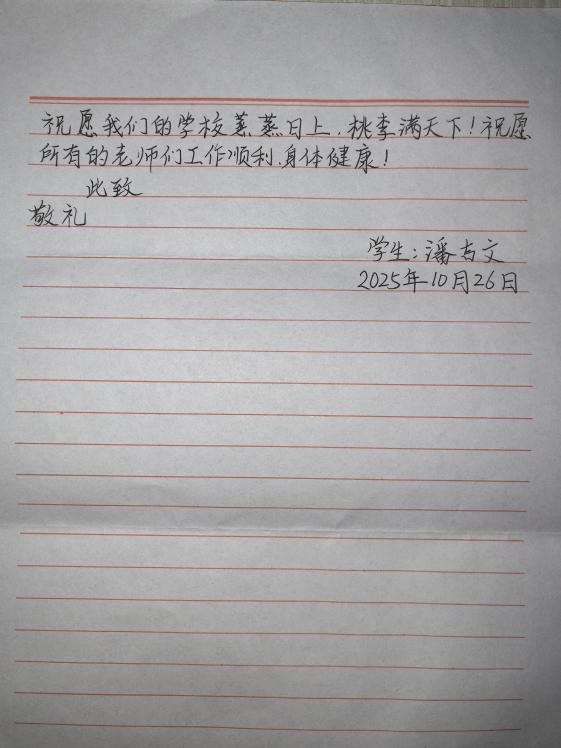 祝愿我们的学校蒸蒸日上，桃李满天下！祝愿
所有的老师们工作顺利，身体健康！
此致
敬礼
学生：潘吉文
2025年10月26日